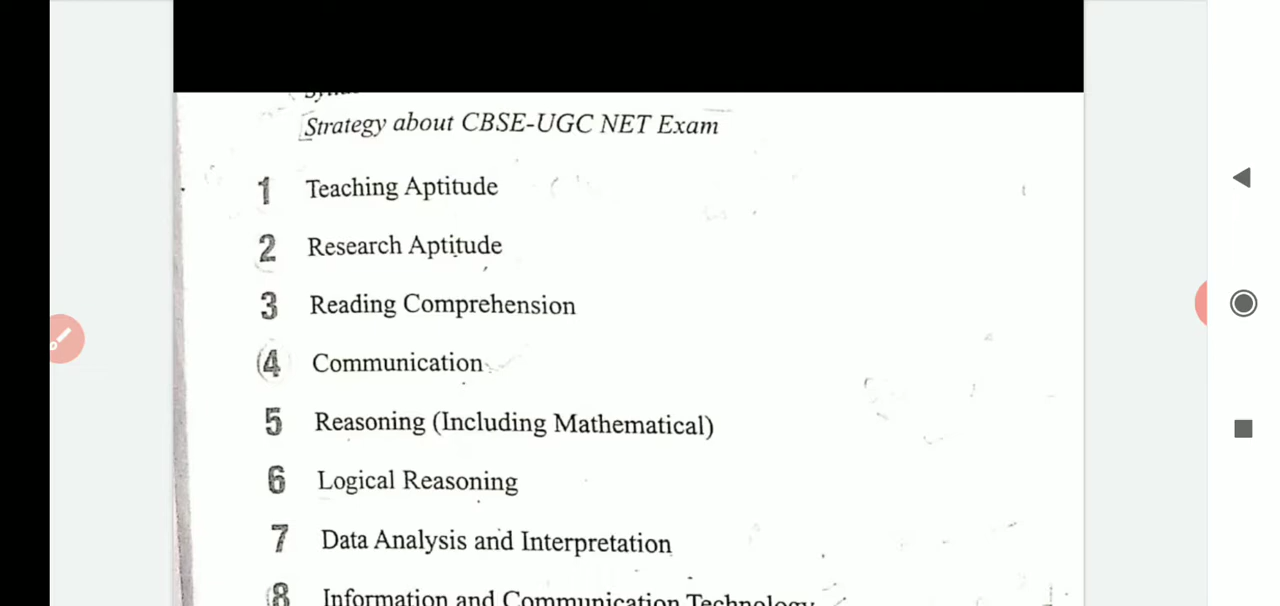 Strategy about CBSE-UGC NET Exam
1 Teaching Aptitude
2 Research Aptitude
3 Reading Comprehension
4 Communication
5 Reasoning (Including Mathematical)
6 Logical Reasoning
7 Data Analysis and Interpretation
8 Information and Communication Technology